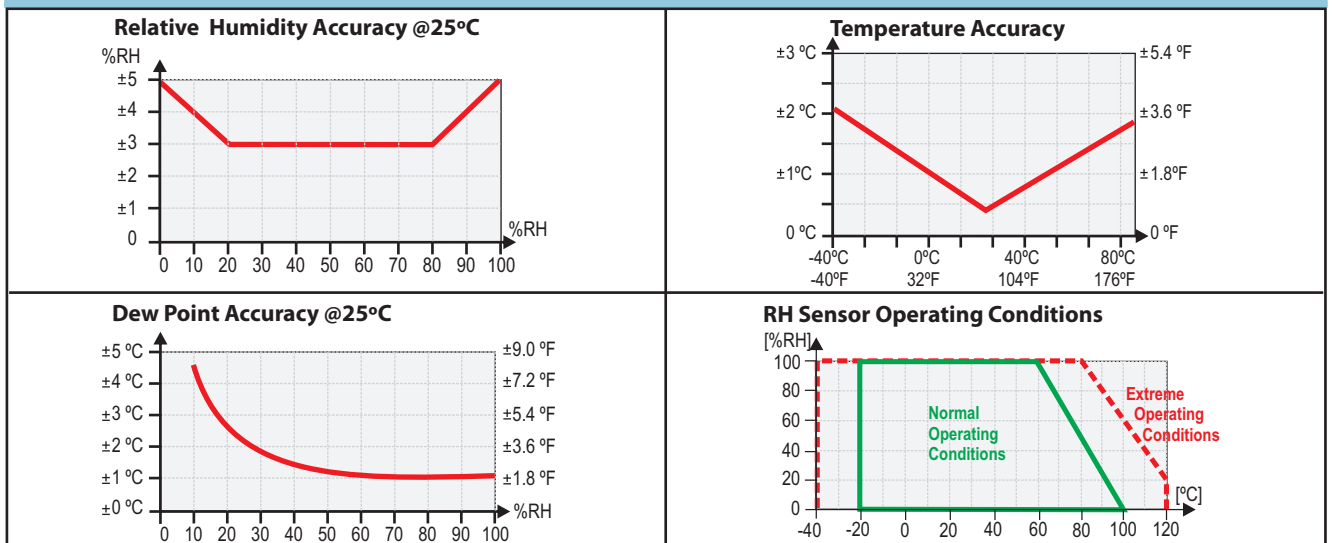 Relative Humidity Accuracy @25ºC
%RH
±5
±4
±3
±2
±1
0
%RH
0 10 20 30 40 50 60 70 80 90 100
Temperature Accuracy
±3 ºC
±2 ºC
±1ºC
0 ºC
±5.4 ºF
±3.6 ºF
±1.8ºF
0 ºF
-40ºC 0ºC 40ºC 80ºC
-40ºF 32ºF 104ºF 176ºF
Dew Point Accuracy @25ºC
±5 ºC
±4 ºC
±3 ºC
±2 ºC
±1 ºC
±0 ºC
±9.0 ºF
±7.2 ºF
±5.4 ºF
±3.6 ºF
±1.8 ºF
%RH
0 10 20 30 40 50 60 70 80 90 100
RH Sensor Operating Conditions
[%RH]
100
80
60
40
20
0
Normal
Operating
Conditions
Extreme
Operating
Conditions
[ºC]
-40 -20 0 20 40 60 80 100 120